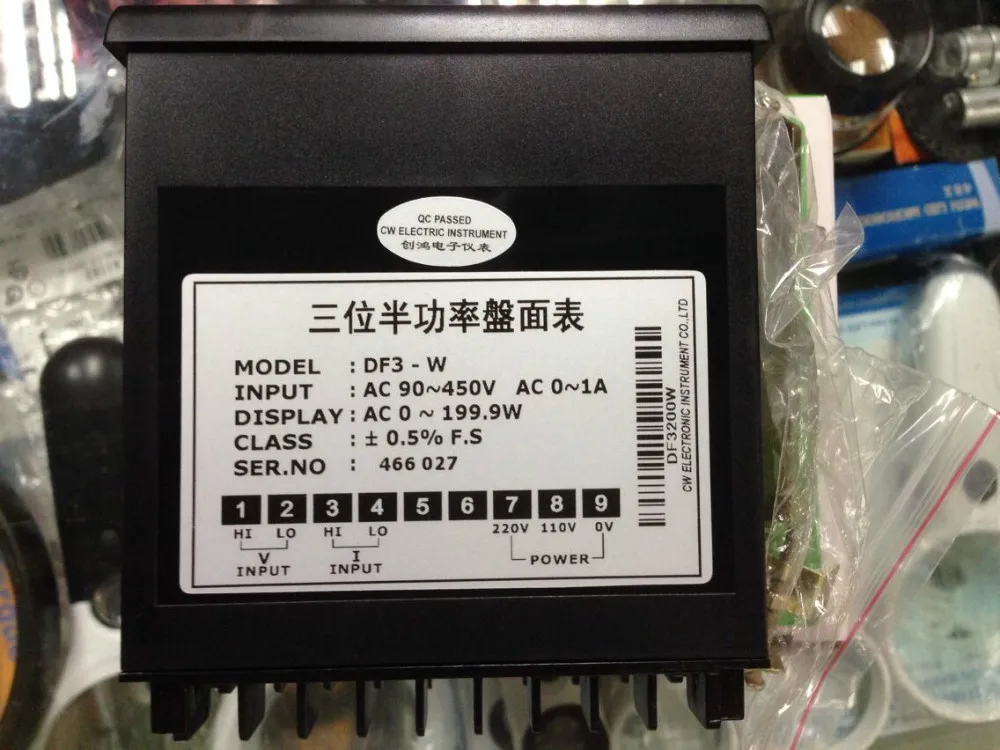 QC PASSED
CW ELECTRIC INSTRUMENT
创鸿电子仪表
三位半功率盤面表
MODEL : DF3 - W
INPUT : AC 90~450V AC 0~1A
DISPLAY : AC 0 ~ 199.9W
CLASS : ± 0.5% F.S
SER.NO : 466 027
1 2 3 4 5 6 7 8 9
HI LO HI LO 220V 110V 0V
V I POWER
INPUT INPUT
DF3200W
CW ELECTRONIC INSTRUMENT CO.,LTD